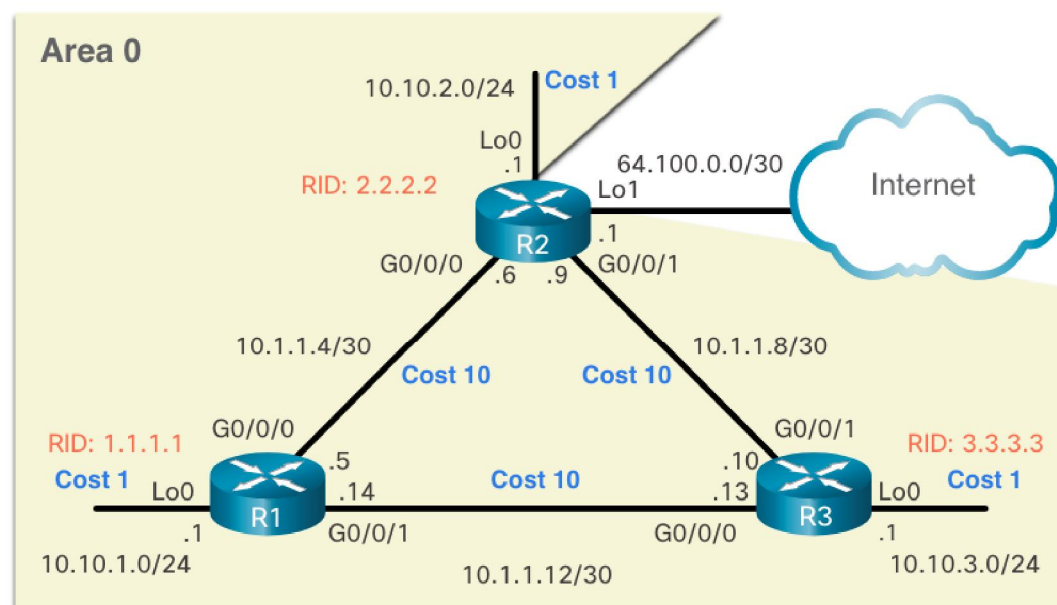 Area 0
10.10.2.0/24
Cost 1
Lo0
.1
64.100.0.0/30
Internet
RID: 2.2.2.2
Lo1
R2
.1
G0/0/0
.6
.9
G0/0/1
10.1.1.4/30
10.1.1.8/30
Cost 10
Cost 10
RID: 1.1.1.1
G0/0/0
G0/0/1
RID: 3.3.3.3
Cost 1
.5
Cost 10
.10
Cost 1
Lo0
.14
.13
Lo0
R1
R3
.1
G0/0/1
G0/0/0
.1
10.10.1.0/24
10.1.1.12/30
10.10.3.0/24